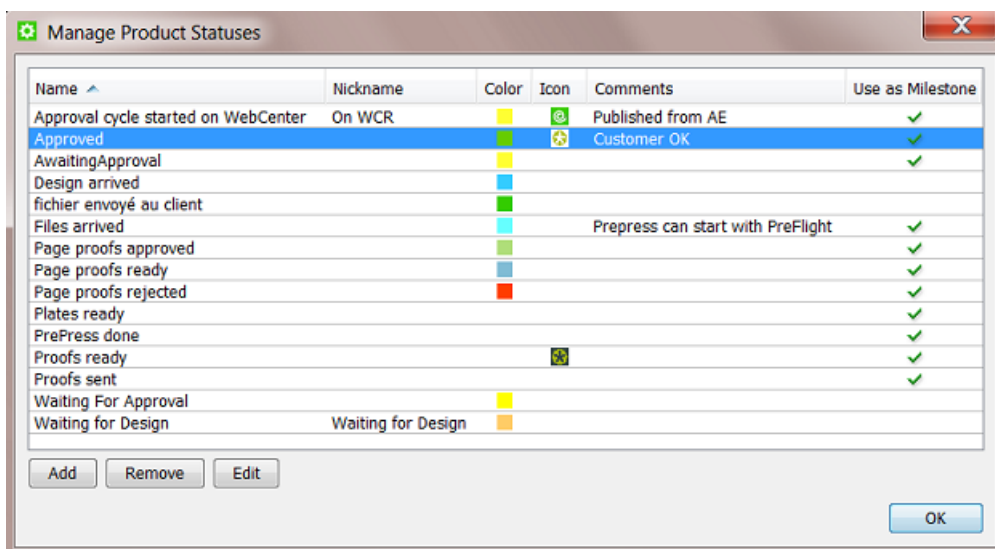 Manage Product Statuses
Name Nickname Color Icon Comments Use as Milestone
Approval cycle started on WebCenter On WCR Published from AE
Approved Customer OK
AwaitingApproval
Design arrived
fichier envoyé au client
Files arrived Prepress can start with PreFlight
Page proofs approved
Page proofs ready
Page proofs rejected
Plates ready
PrePress done
Proofs ready
Proofs sent
Waiting For Approval
Waiting for Design Waiting for Design
Add Remove Edit
OK